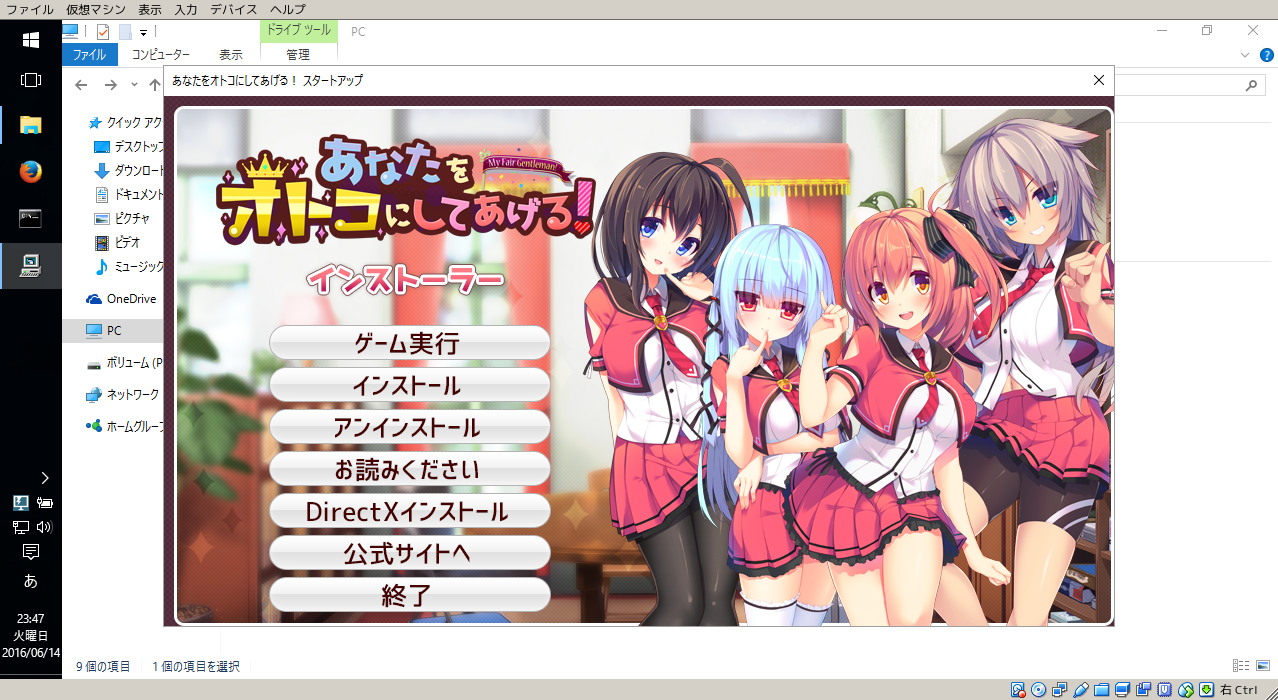 ファイル 仮想マシン 表示 入力 デバイス ヘルプ
ドライブ ツール PC
ファイル コンピューター 表示 管理
あなたをオトコにしてあげる！ スタートアップ
クイック アク
デスクトップ
ダウンロート
ドキュメント
ピクチャ
ビデオ
ミュージック
OneDrive
PC
ボリューム (P
ネットワーク
ホームグループ
あなたを
My Fair Gentleman!
オトコにしてあげる!
インストーラー
ゲーム実行
インストール
アンインストール
お読みください
DirectXインストール
公式サイトへ
終了
あ
23:47
火曜日
2016/06/14
9 個の項目 1 個の項目を選択
右 Ctrl